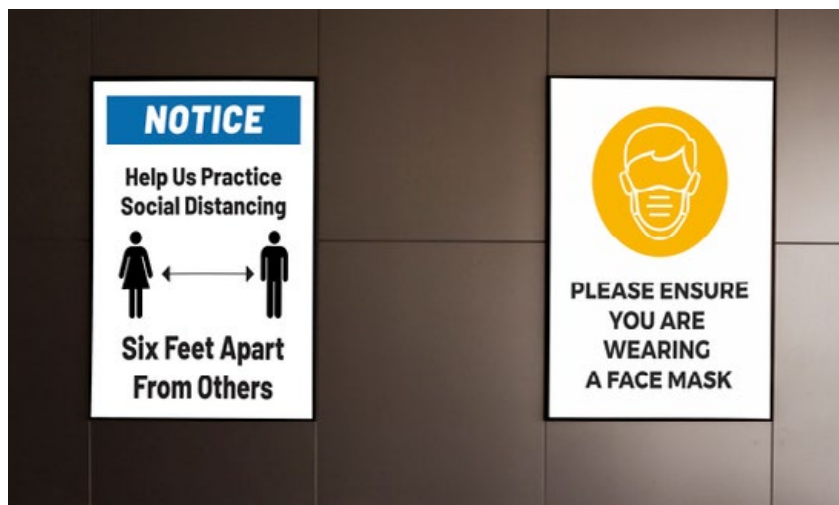 NOTICE
Help Us Practice
Social Distancing
Six Feet Apart
From Others
PLEASE ENSURE
YOU ARE
WEARING
A FACE MASK